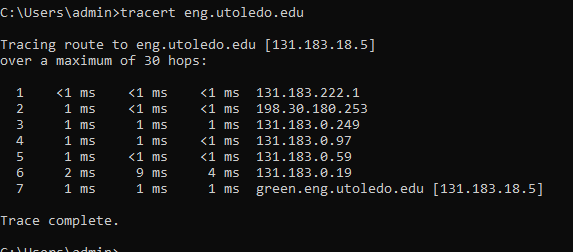 C:\Users\admin>tracert eng.utoledo.edu
Tracing route to eng.utoledo.edu [131.183.18.5]
over a maximum of 30 hops:
1 <1 ms <1 ms <1 ms 131.183.222.1
2 <1 ms <1 ms <1 ms 198.30.180.253
3 1 ms 1 ms 1 ms 131.183.0.249
4 1 ms 1 ms <1 ms 131.183.0.97
5 1 ms <1 ms <1 ms 131.183.0.59
6 2 ms 9 ms 4 ms 131.183.0.19
7 1 ms 1 ms 1 ms green.eng.utoledo.edu [131.183.18.5]
Trace complete.
C:\Users\admin>